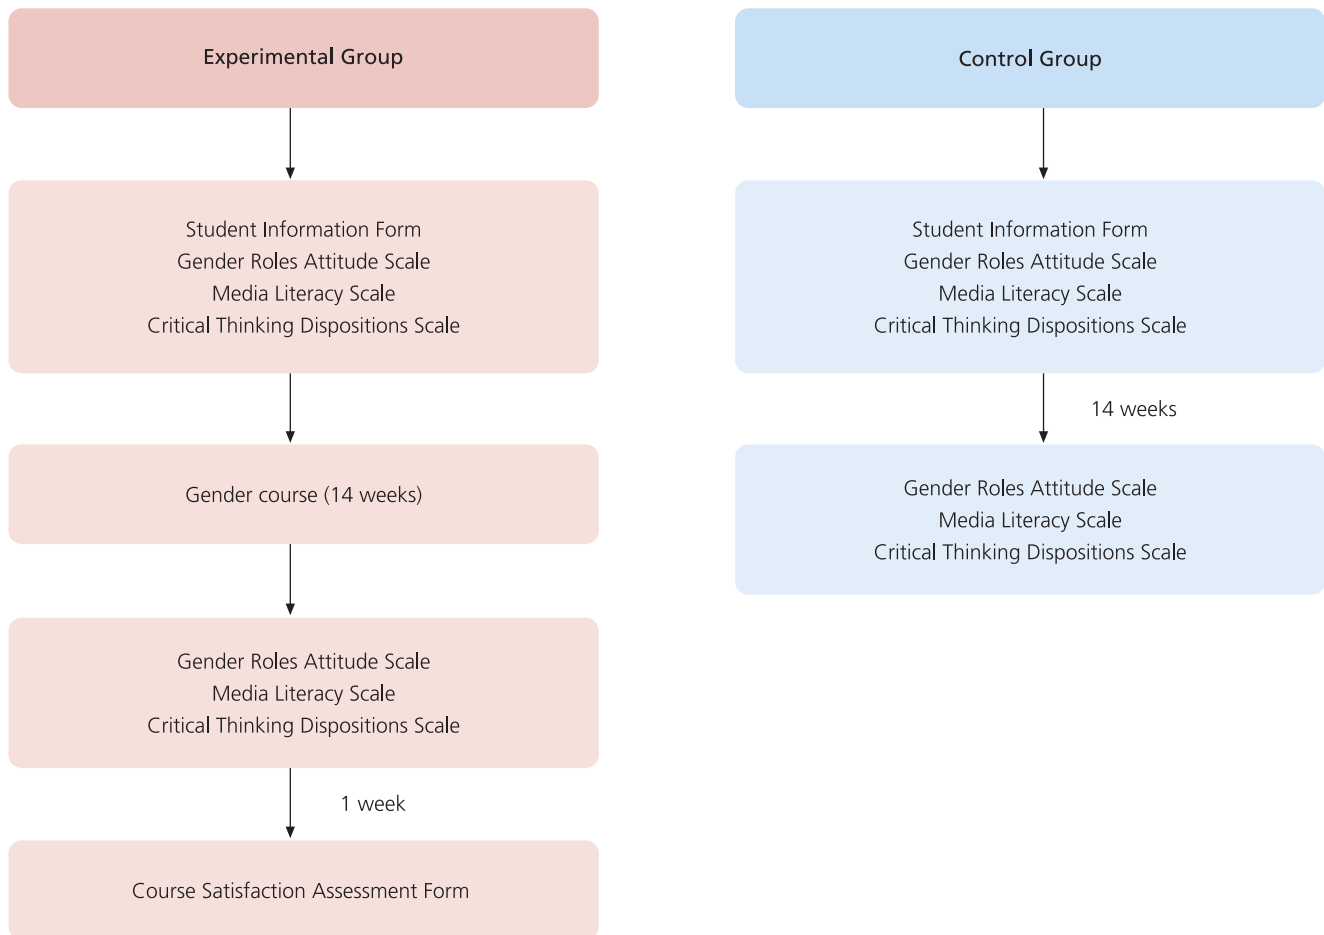 Experimental Group
Student Information Form
Gender Roles Attitude Scale
Media Literacy Scale
Critical Thinking Dispositions Scale
Gender course (14 weeks)
Gender Roles Attitude Scale
Media Literacy Scale
Critical Thinking Dispositions Scale
1 week
Course Satisfaction Assessment Form
Control Group
Student Information Form
Gender Roles Attitude Scale
Media Literacy Scale
Critical Thinking Dispositions Scale
14 weeks
Gender Roles Attitude Scale
Media Literacy Scale
Critical Thinking Dispositions Scale